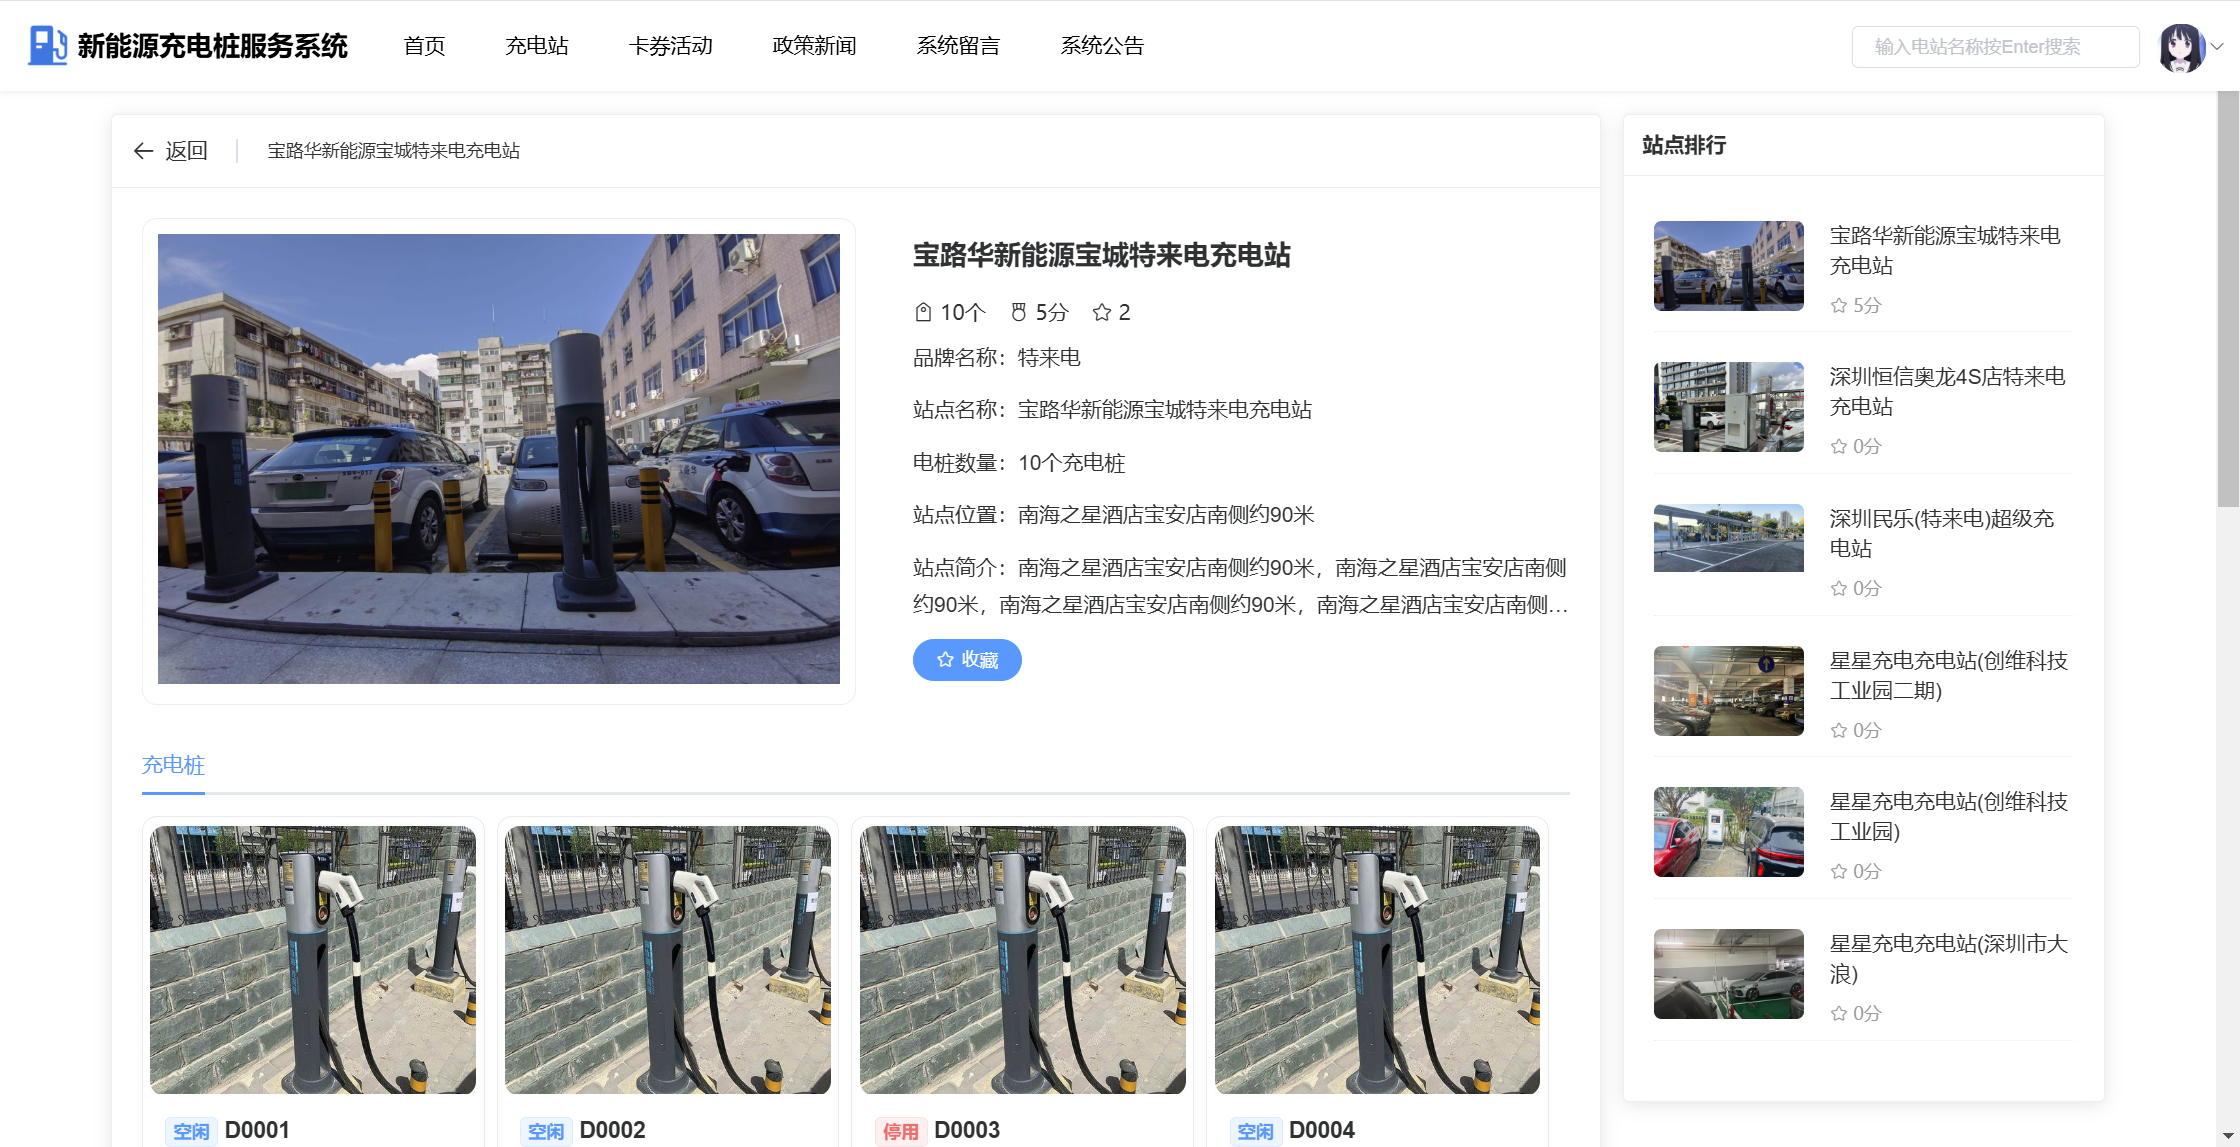 新能源充电桩服务系统
首页
充电站
卡券活动
政策新闻
系统留言
系统公告
输入电站名称按Enter搜索
返回
宝路华新能源宝城特来电充电站
宝路华新能源宝城特来电充电站
10个 5分 2
品牌名称：特来电
站点名称：宝路华新能源宝城特来电充电站
电桩数量：10个充电桩
站点位置：南海之星酒店宝安店南侧约90米
站点简介：南海之星酒店宝安店南侧约90米，南海之星酒店宝安店南侧
约90米，南海之星酒店宝安店南侧约90米，南海之星酒店宝安店南侧…
收藏
充电桩
空闲 D0001
空闲 D0002
停用 D0003
空闲 D0004
站点排行
宝路华新能源宝城特来电
充电站
5分
深圳恒信奥龙4S店特来电
充电站
0分
深圳民乐(特来电)超级充
电站
0分
星星充电充电站(创维科技
工业园二期)
0分
星星充电充电站(创维科技
工业园)
0分
星星充电充电站(深圳市大
浪)
0分